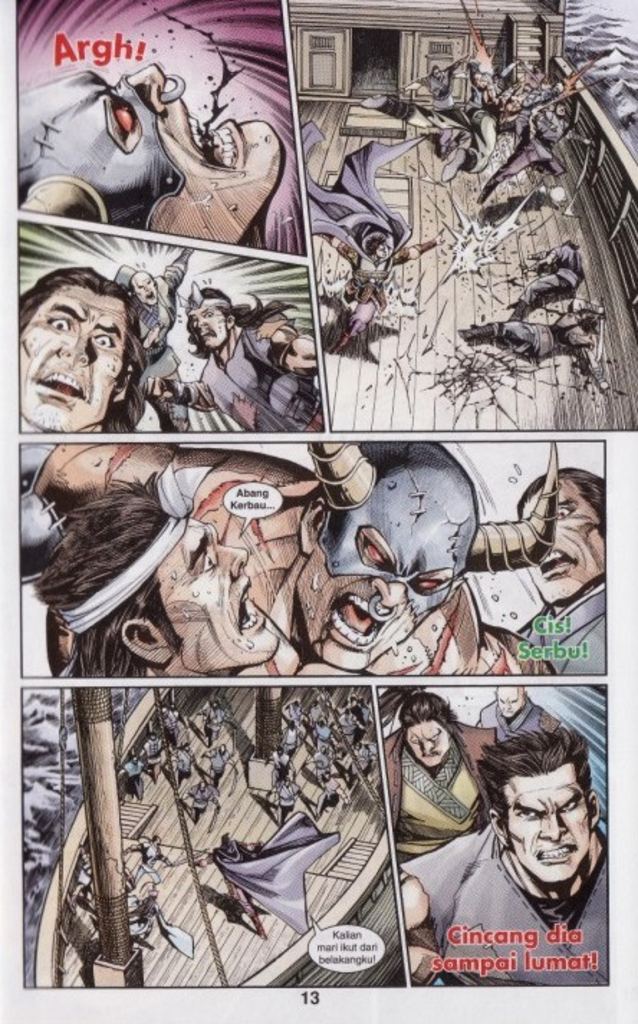 Argh!
Abang
Kerbau...
Cis!
Serbu!
Kalian
mari ikut dari
belakangku!
Cincang dia
sampai lumat!
13